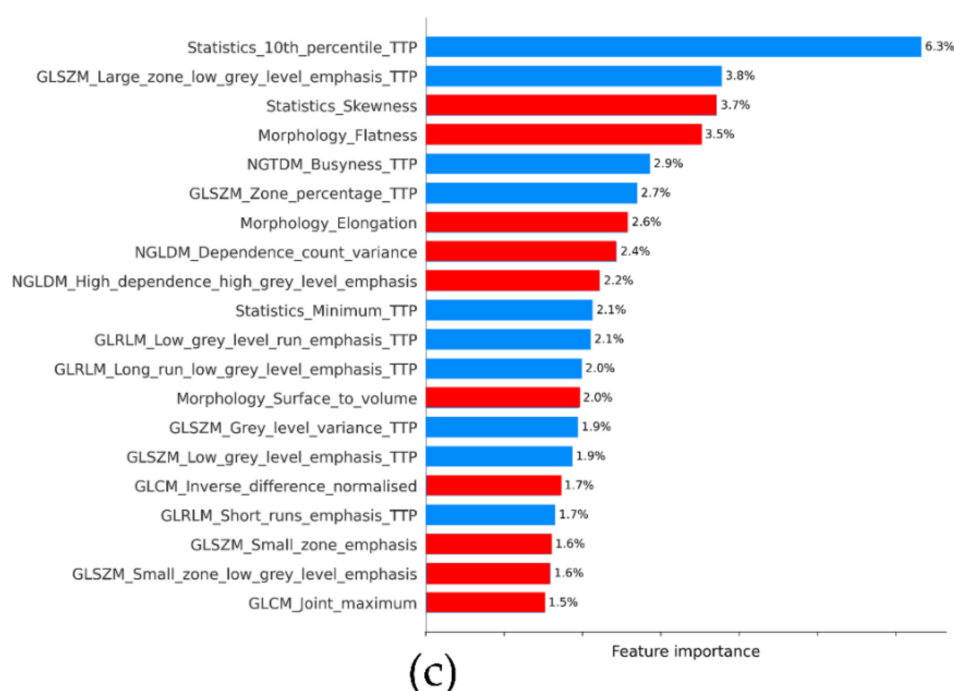 Statistics_10th_percentile_TTP 6.3%
GLSZM_Large_zone_low_grey_level_emphasis_TTP 3.8%
Statistics_Skewness 3.7%
Morphology_Flatness 3.5%
NGTDM_Busyness_TTP 2.9%
GLSZM_Zone_percentage_TTP 2.7%
Morphology_Elongation 2.6%
NGLDM_Dependence_count_variance 2.4%
NGLDM_High_dependence_high_grey_level_emphasis 2.2%
Statistics_Minimum_TTP 2.1%
GLRLM_Low_grey_level_run_emphasis_TTP 2.1%
GLRLM_Long_run_low_grey_level_emphasis_TTP 2.0%
Morphology_Surface_to_volume 2.0%
GLSZM_Grey_level_variance_TTP 1.9%
GLSZM_Low_grey_level_emphasis_TTP 1.9%
GLCM_Inverse_difference_normalised 1.7%
GLRLM_Short_runs_emphasis_TTP 1.7%
GLSZM_Small_zone_emphasis 1.6%
GLSZM_Small_zone_low_grey_level_emphasis 1.6%
GLCM_Joint_maximum 1.5%
Feature importance
(c)